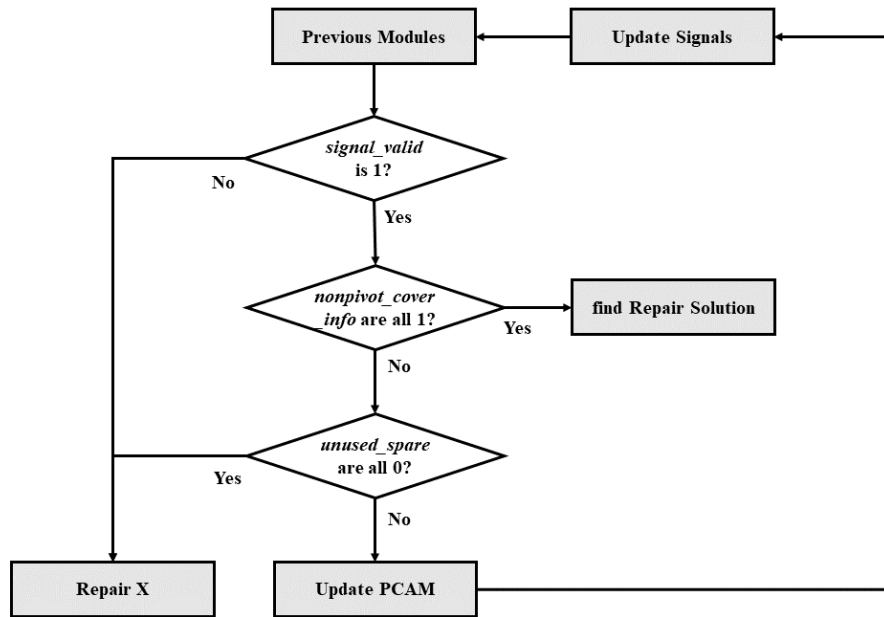 Previous Modules
Update Signals
signal_valid
is 1?
No
Yes
nonpivot_cover
_info are all 1?
Yes
find Repair Solution
No
unused_spare
are all 0?
Yes
No
Repair X
Update PCAM